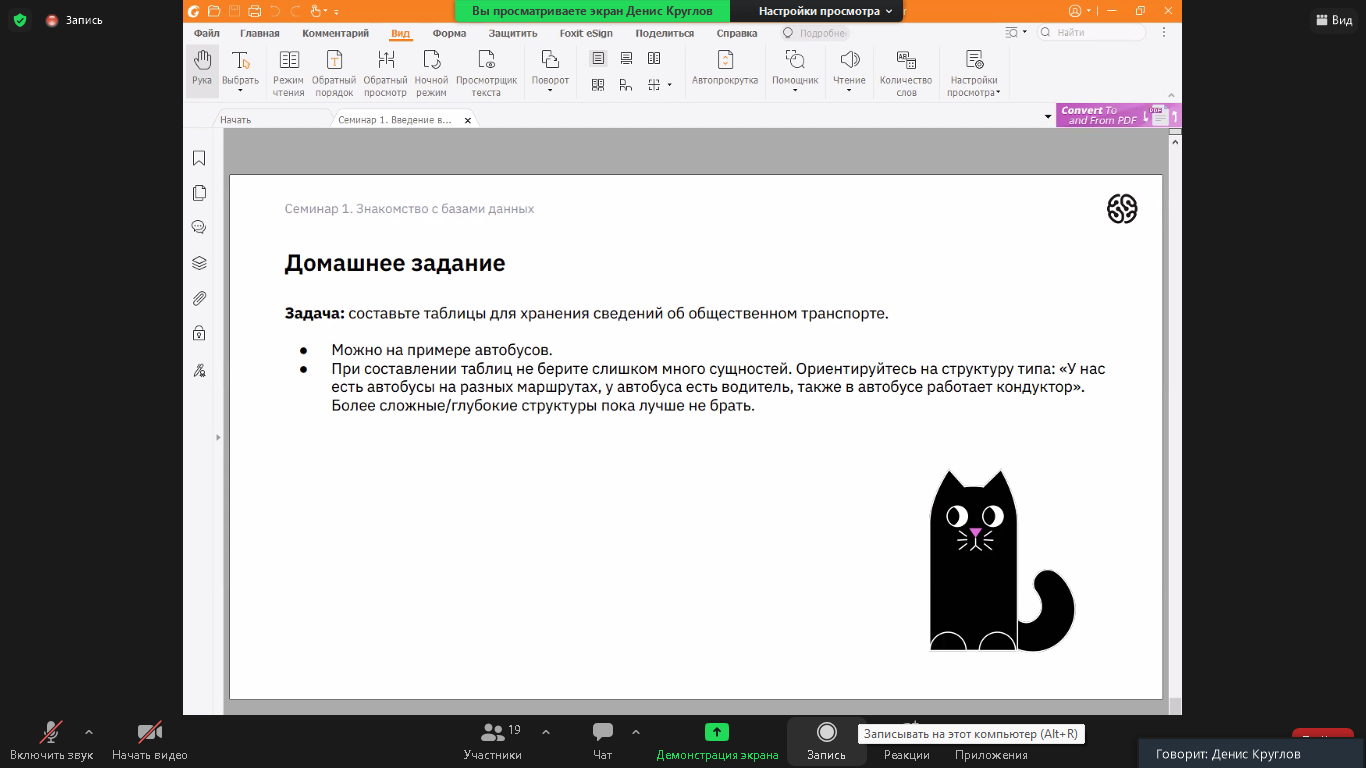 Запись
Вы просматриваете экран Денис Круглов
Настройки просмотра
Вид
Файл
Главная
Комментарий
Вид
Форма
Защитить
Foxit eSign
Поделиться
Справка
Подробне
Найти
Рука
Выбрать
Режим чтения
Обратный порядок
Обратный просмотр
Ночной режим
Просмотрщик текста
Поворот
Автопрокрутка
Помощник
Чтение
Количество слов
Настройки просмотра
Начать
Семинар 1. Введение в...
Convert To
and From PDF
Семинар 1. Знакомство с базами данных
Домашнее задание
Задача: составьте таблицы для хранения сведений об общественном транспорте.
● Можно на примере автобусов.
● При составлении таблиц не берите слишком много сущностей. Ориентируйтесь на структуру типа: «У нас
есть автобусы на разных маршрутах, у автобуса есть водитель, также в автобусе работает кондуктор».
Более сложные/глубокие структуры пока лучше не брать.
Включить звук
Начать видео
19
Участники
Чат
Демонстрация экрана
Запись
Записывать на этот компьютер (Alt+R)
Реакции
Приложения
Говорит: Денис Круглов